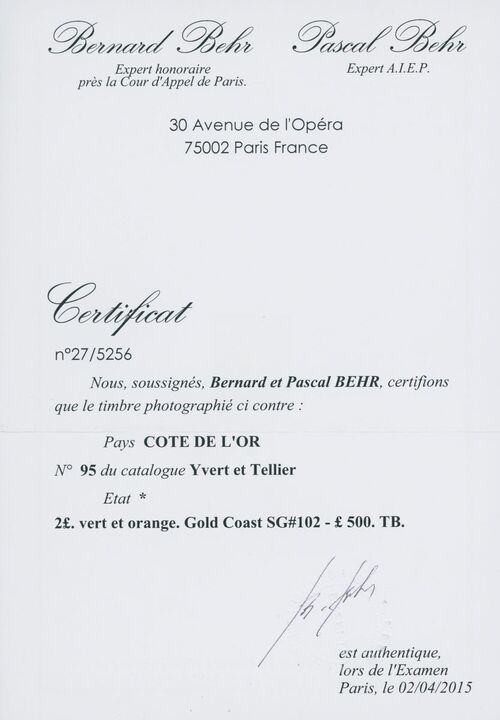 Bernard Behr Pascal Behr
Expert honoraire Expert A.I.E.P.
près la Cour d'Appel de Paris.
30 Avenue de l'Opéra
75002 Paris France
Certificat
n°27/5256
Nous, soussignés, Bernard et Pascal BEHR, certifions
que le timbre photographié ci contre :
Pays COTE DE L'OR
N° 95 du catalogue Yvert et Tellier
Etat *
2£. vert et orange. Gold Coast SG#102 - £ 500. TB.
est authentique,
lors de l'Examen
Paris, le 02/04/2015